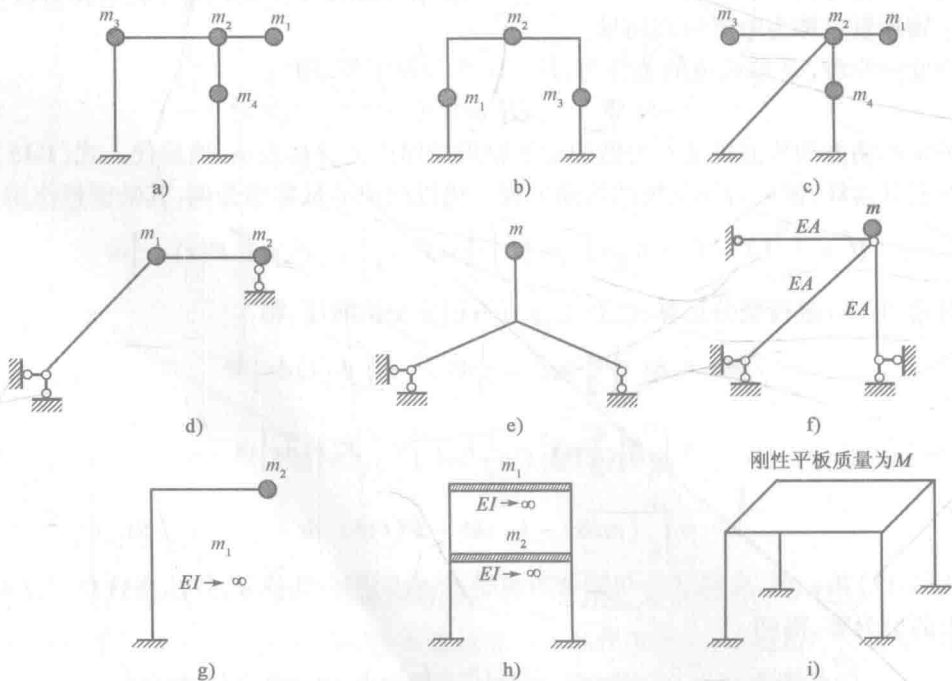 m₃ m₂ m₁
m₄
a)
m₂
m₁ m₃
b)
m₃ m₂ m₁
m₄
c)
m₁ m₂
d)
m
e)
m
EA
EA
EA
f)
m₂
m₁
EI→∞
g)
m₁
EI→∞
m₂
EI→∞
h)
刚性平板质量为M
i)